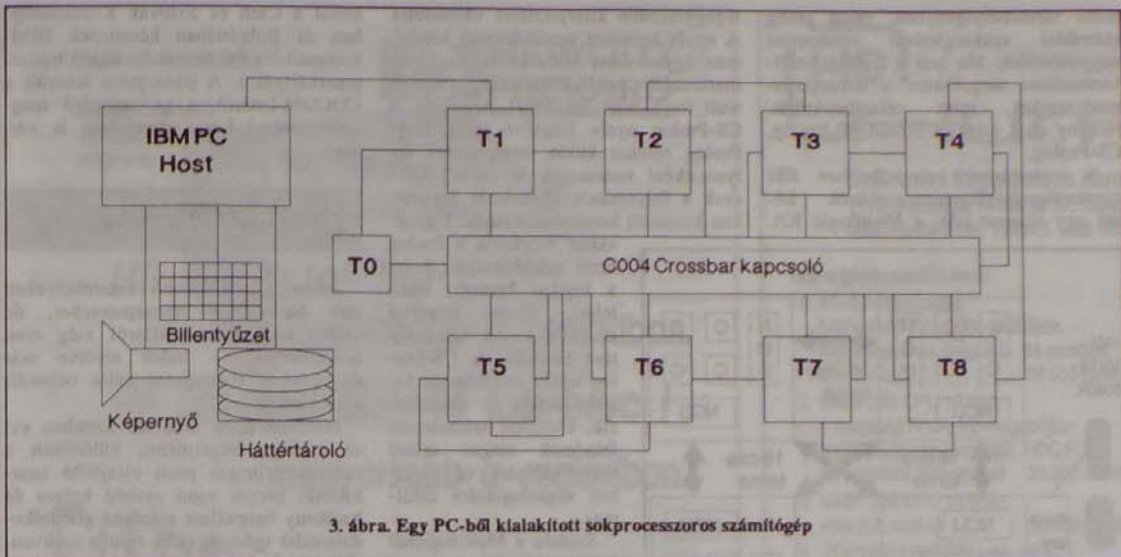 IBM PC
Host
T1
T2
T3
T4
T0
C004 Crossbar kapcsoló
Billentyűzet
T5
T6
T7
T8
Képernyő
Háttértároló
3. ábra. Egy PC-ből kialakított sokprocesszoros számítógép